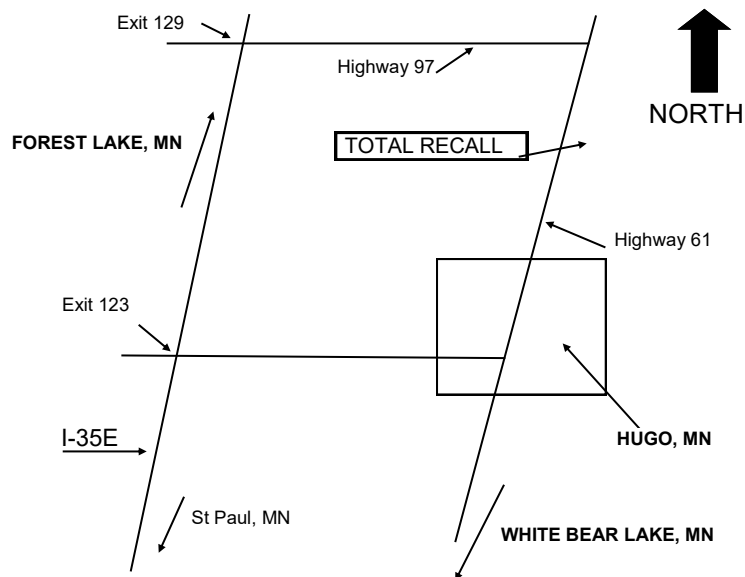 Exit 129
Highway 97
NORTH
FOREST LAKE, MN
TOTAL RECALL
Highway 61
Exit 123
I-35E
HUGO, MN
St Paul, MN
WHITE BEAR LAKE, MN